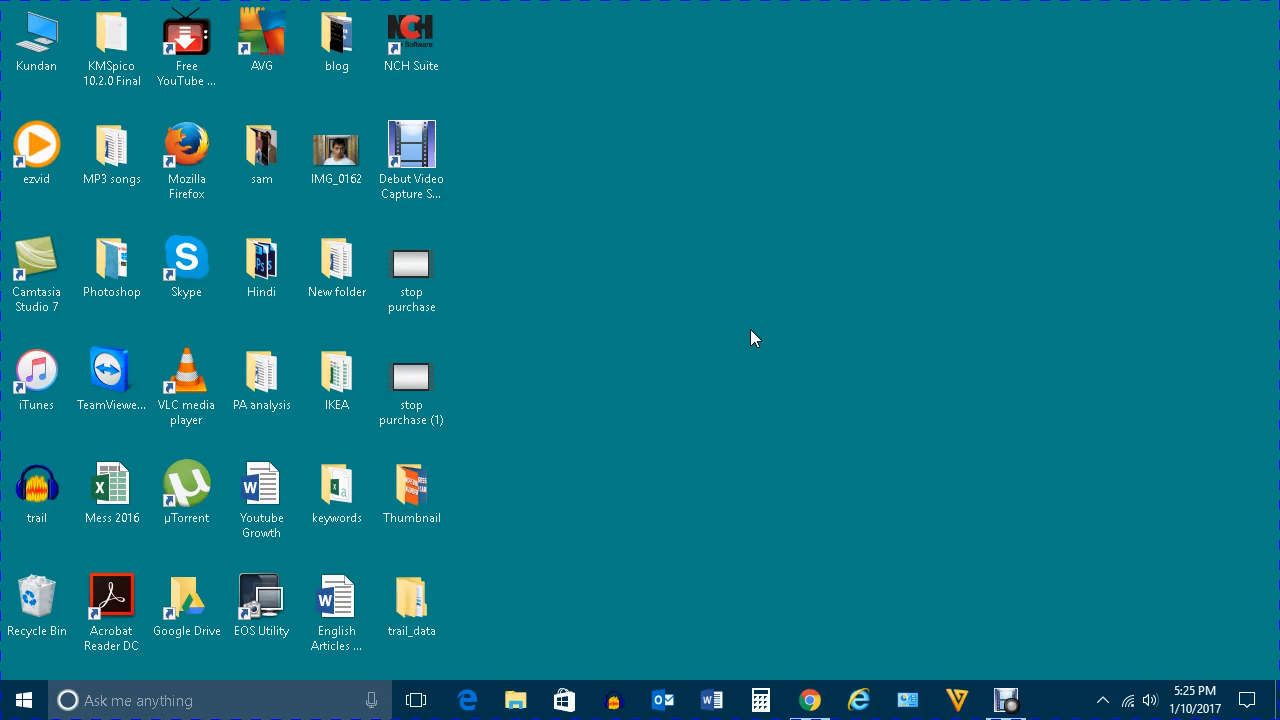 Kundan
KMSpico
10.2.0 Final
Free
YouTube ...
AVG
blog
NCH
Software
NCH Suite
ezvid
MP3 songs
Mozilla
Firefox
sam
IMG_0162
Debut Video
Capture S...
Camtasia
Studio 7
Photoshop
Skype
Hindi
New folder
stop
purchase
iTunes
TeamViewe...
VLC media
player
PA analysis
IKEA
stop
purchase (1)
trail
Mess 2016
µTorrent
Youtube
Growth
keywords
Thumbnail
Recycle Bin
Acrobat
Reader DC
Google Drive
EOS Utility
English
Articles ...
trail_data
Ask me anything
5:25 PM
1/10/2017